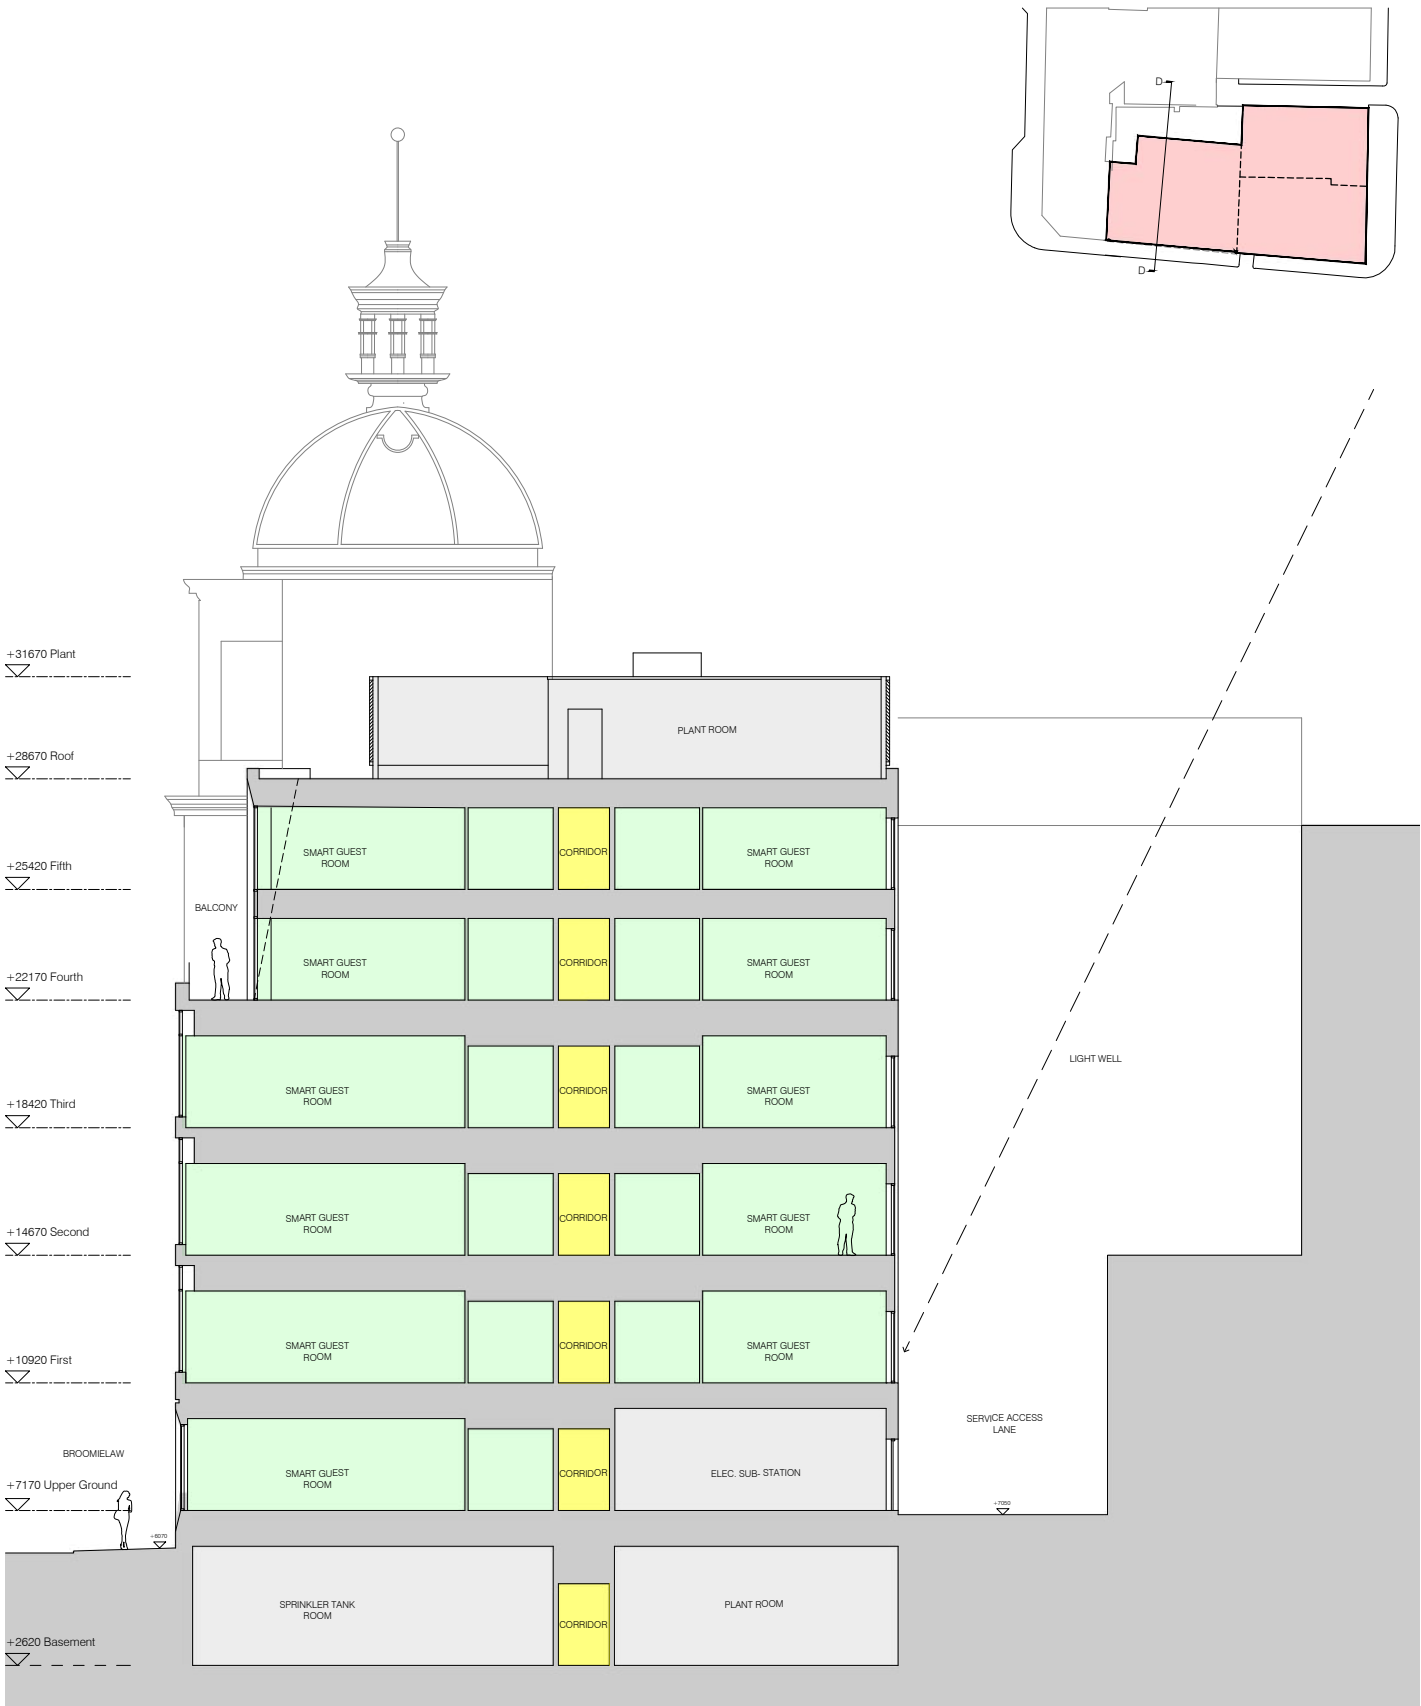 D
D
+31670 Plant
PLANT ROOM
+28670 Roof
SMART GUEST
ROOM
CORRIDOR
SMART GUEST
ROOM
+25420 Fifth
BALCONY
SMART GUEST
ROOM
CORRIDOR
SMART GUEST
ROOM
+22170 Fourth
LIGHT WELL
SMART GUEST
ROOM
CORRIDOR
SMART GUEST
ROOM
+18420 Third
SMART GUEST
ROOM
CORRIDOR
SMART GUEST
ROOM
+14670 Second
SMART GUEST
ROOM
CORRIDOR
SMART GUEST
ROOM
+10920 First
SERVICE ACCESS
LANE
BROOMIELAW
SMART GUEST
ROOM
CORRIDOR
ELEC. SUB- STATION
+7170 Upper Ground
+7050
+6070
SPRINKLER TANK
ROOM
CORRIDOR
PLANT ROOM
+2620 Basement